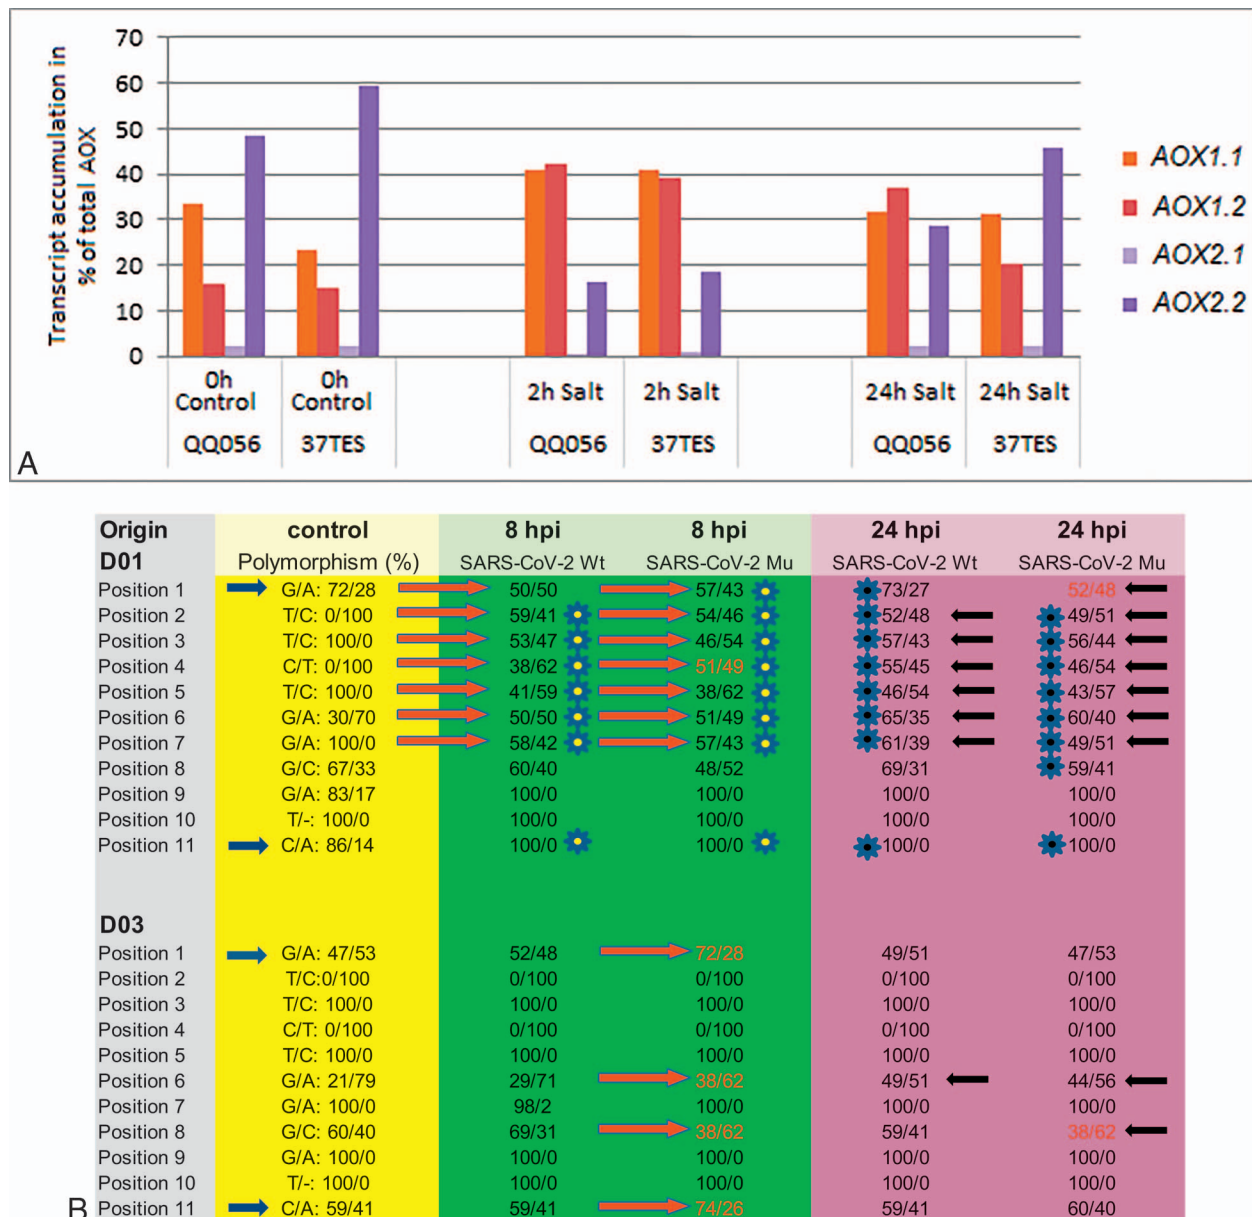 Transcript accumulation in
% of total AOX
70
60
50
40
30
20
10
0
0h Control 0h Control 2h Salt 2h Salt 24h Salt 24h Salt
QQ056 37TES QQ056 37TES QQ056 37TES
AOX1.1
AOX1.2
AOX2.1
AOX2.2
A
Origin control 8 hpi 8 hpi 24 hpi 24 hpi
D01 Polymorphism (%) SARS-CoV-2 Wt SARS-CoV-2 Mu SARS-CoV-2 Wt SARS-CoV-2 Mu
Position 1 G/A: 72/28 50/50 57/43 73/27 52/48
Position 2 T/C: 0/100 59/41 54/46 52/48 49/51
Position 3 T/C: 100/0 53/47 46/54 57/43 56/44
Position 4 C/T: 0/100 38/62 51/49 55/45 46/54
Position 5 T/C: 100/0 41/59 38/62 46/54 43/57
Position 6 G/A: 30/70 50/50 51/49 65/35 60/40
Position 7 G/A: 100/0 58/42 57/43 61/39 49/51
Position 8 G/C: 67/33 60/40 48/52 69/31 59/41
Position 9 G/A: 83/17 100/0 100/0 100/0 100/0
Position 10 T/-: 100/0 100/0 100/0 100/0 100/0
Position 11 C/A: 86/14 100/0 100/0 100/0 100/0
D03
Position 1 G/A: 47/53 52/48 72/28 49/51 47/53
Position 2 T/C:0/100 0/100 0/100 0/100 0/100
Position 3 T/C: 100/0 100/0 100/0 100/0 100/0
Position 4 C/T: 0/100 0/100 0/100 0/100 0/100
Position 5 T/C: 100/0 100/0 100/0 100/0 100/0
Position 6 G/A: 21/79 29/71 38/62 49/51 44/56
Position 7 G/A: 100/0 98/2 100/0 100/0 100/0
Position 8 G/C: 60/40 69/31 38/62 59/41 38/62
Position 9 G/A: 100/0 100/0 100/0 100/0 100/0
Position 10 T/-: 100/0 100/0 100/0 100/0 100/0
Position 11 C/A: 59/41 59/41 74/26 59/41 60/40
B